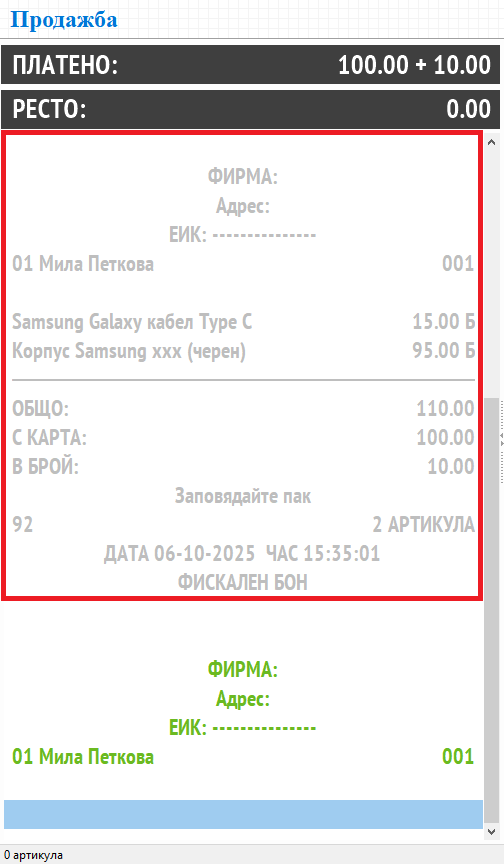 Продажба
ПЛАТЕНО: 100.00 + 10.00
РЕСТО: 0.00
ФИРМА:
Адрес:
ЕИК: ---------------
01 Мила Петкова 001
Samsung Galaxy кабел Type C 15.00 Б
Корпус Samsung xxx (черен) 95.00 Б
ОБЩО: 110.00
С КАРТА: 100.00
В БРОЙ: 10.00
Заповядайте пак
92 2 АРТИКУЛА
ДАТА 06-10-2025 ЧАС 15:35:01
ФИСКАЛЕН БОН
ФИРМА:
Адрес:
ЕИК: ---------------
01 Мила Петкова 001
0 артикула